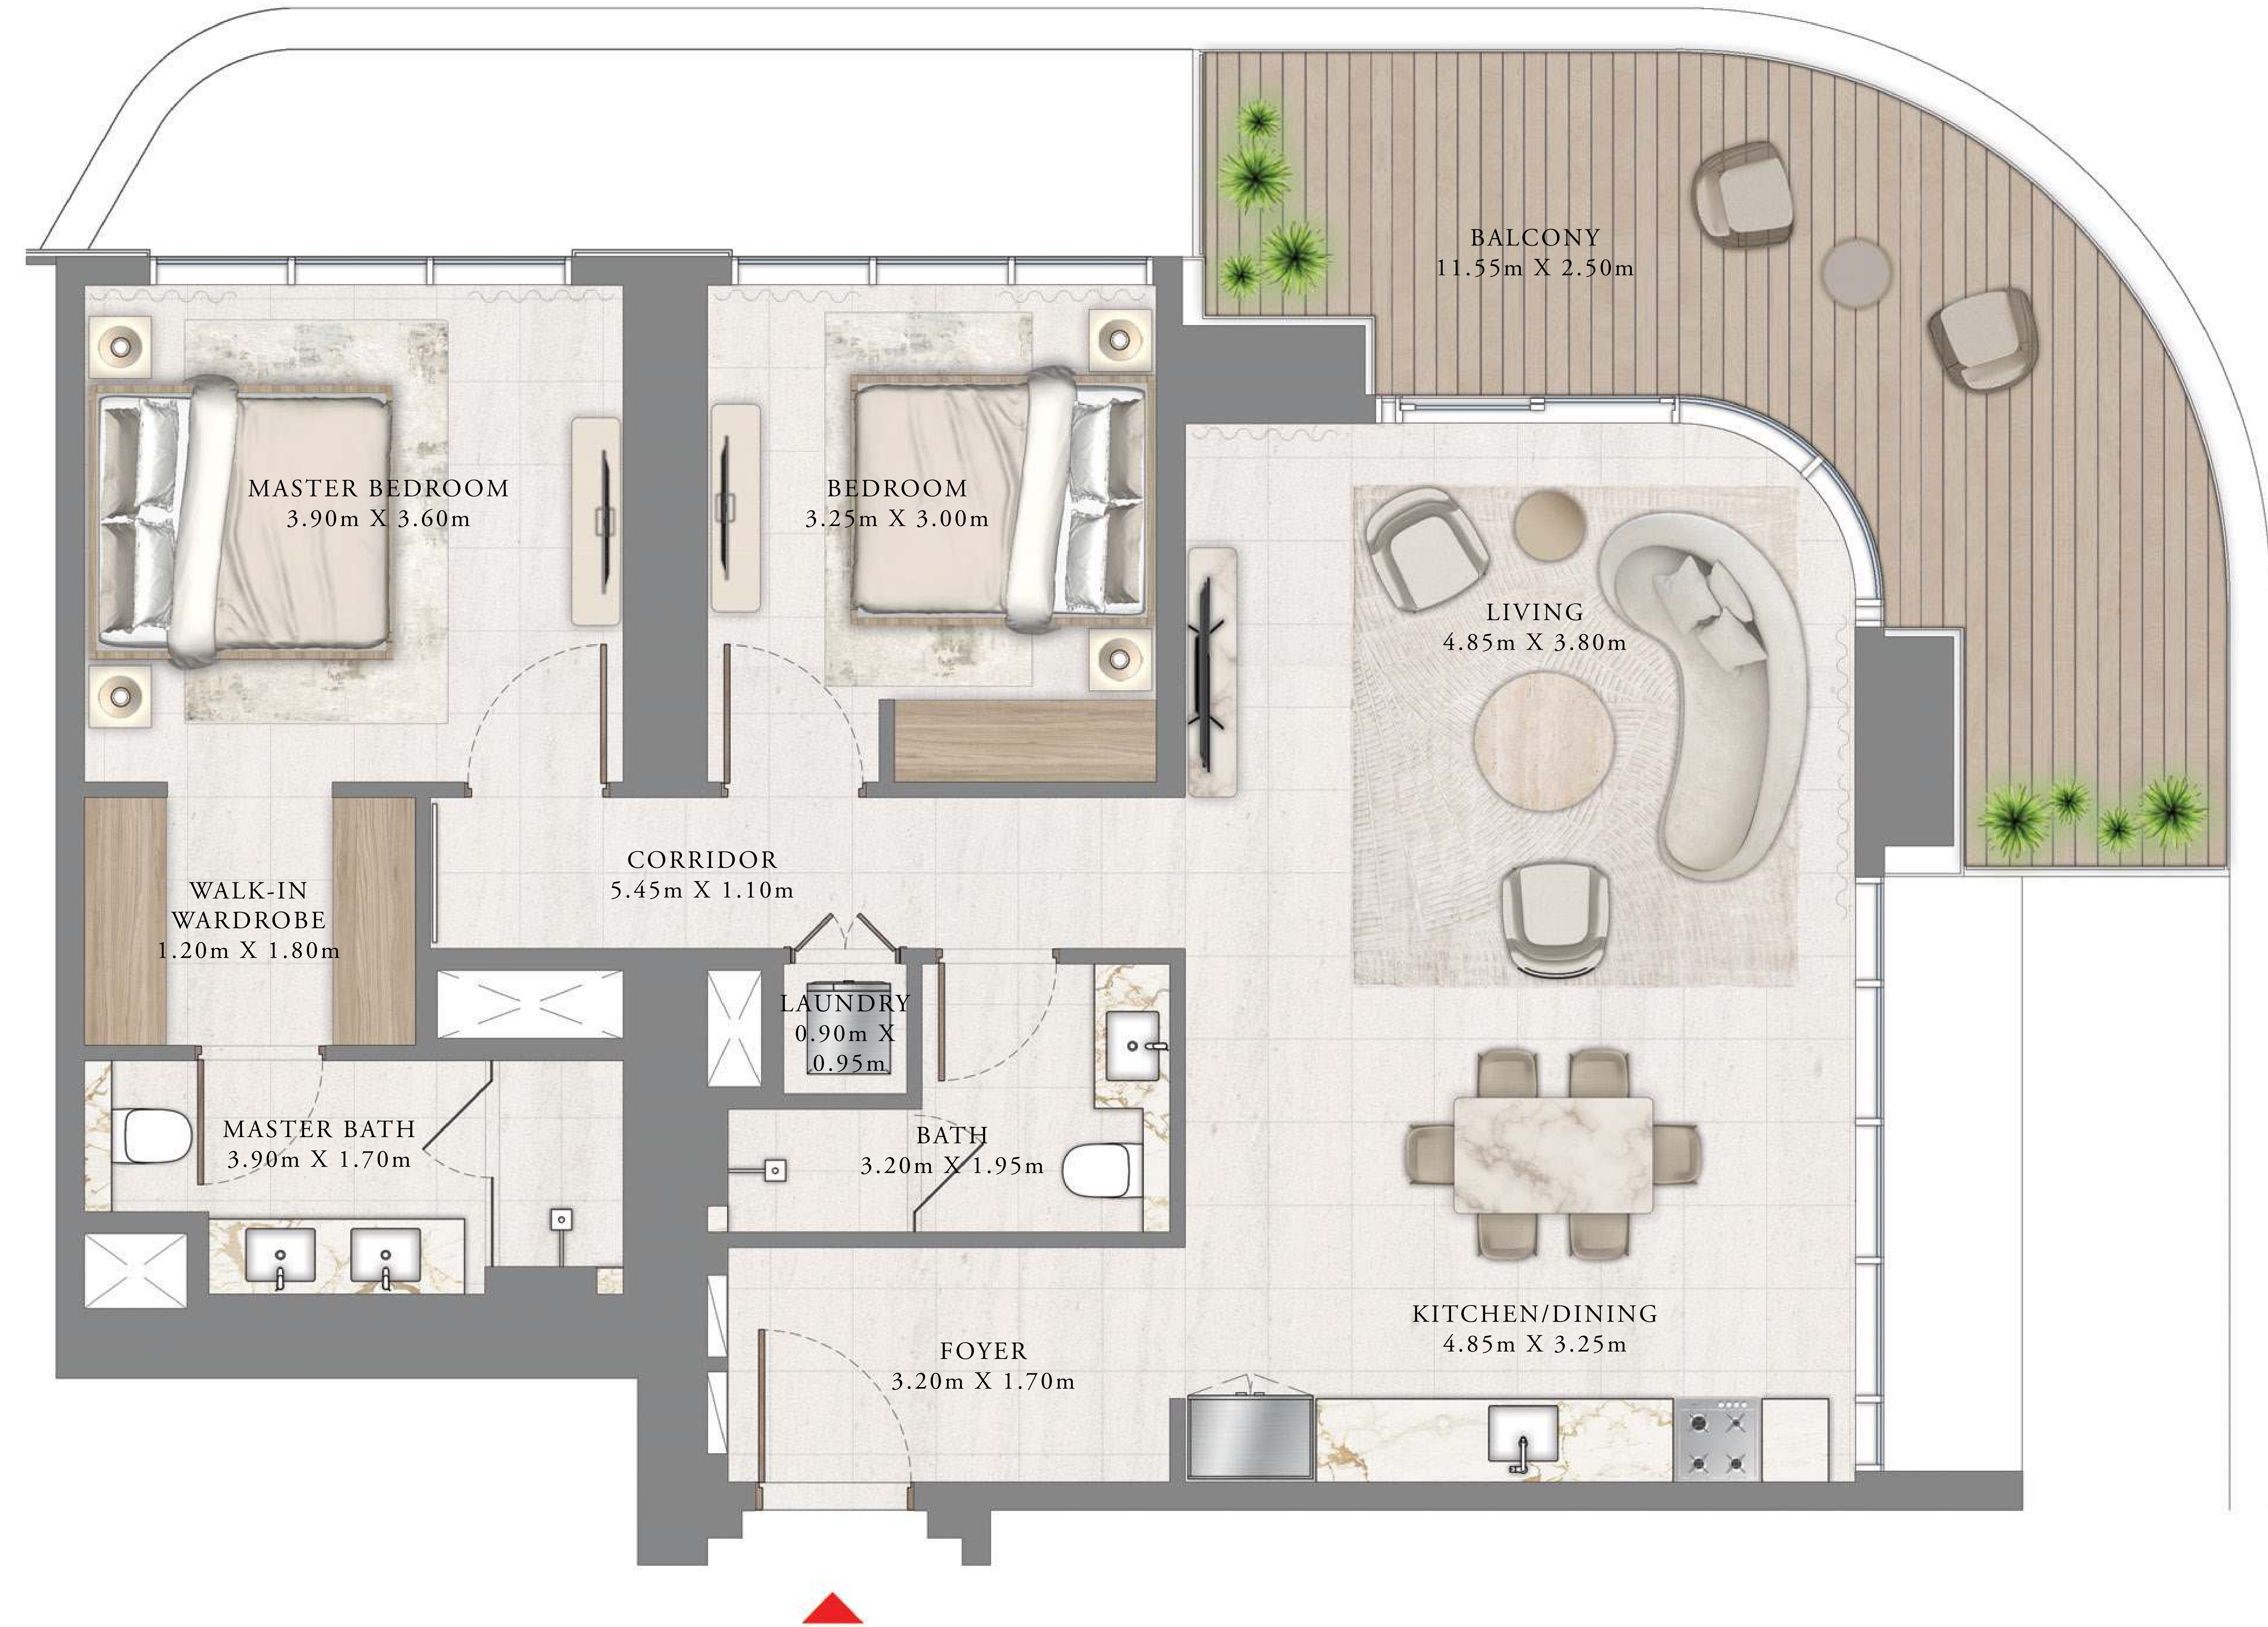 BALCONY
11.55m X 2.50m
MASTER BEDROOM
3.90m X 3.60m
BEDROOM
3.25m X 3.00m
LIVING
4.85m X 3.80m
CORRIDOR
5.45m X 1.10m
WALK-IN
WARDROBE
1.20m X 1.80m
LAUNDRY
0.90m X
0.95m
MASTER BATH
3.90m X 1.70m
BATH
3.20m X 1.95m
KITCHEN/DINING
4.85m X 3.25m
FOYER
3.20m X 1.70m